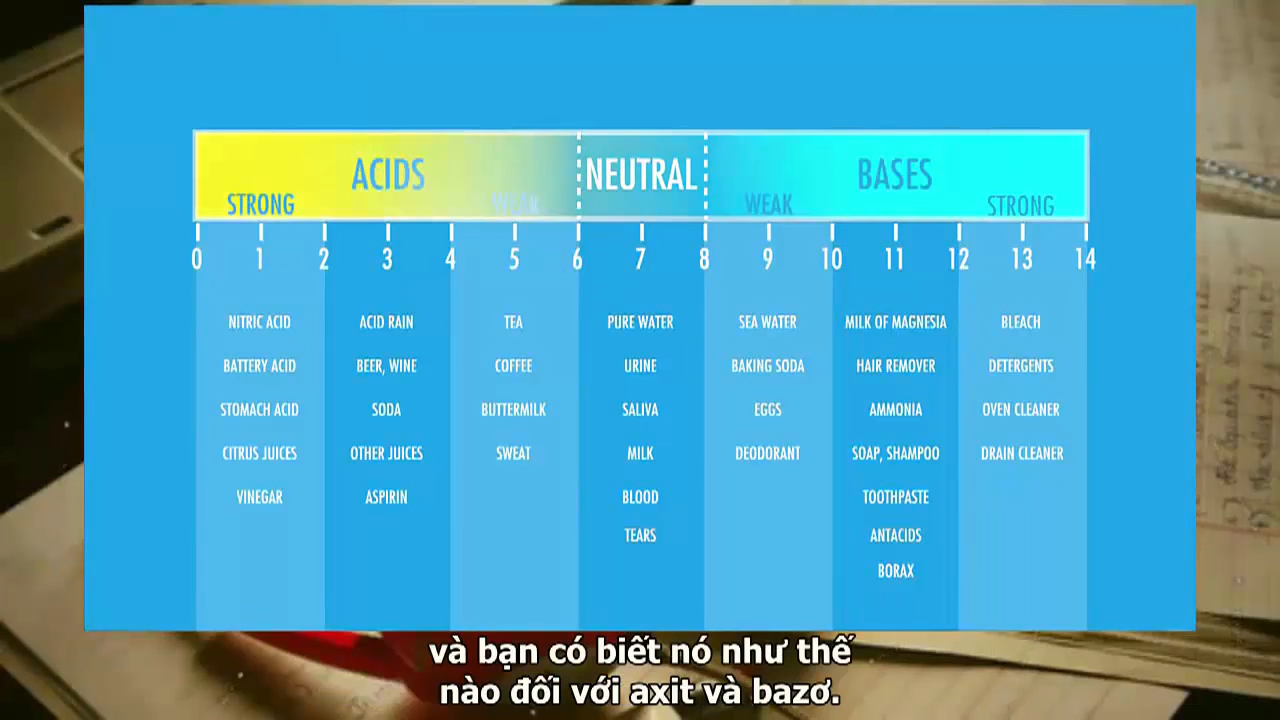 ACIDS NEUTRAL BASES
STRONG WEAK WEAK STRONG
0 1 2 3 4 5 6 7 8 9 10 11 12 13 14
NITRIC ACID ACID RAIN TEA PURE WATER SEA WATER MILK OF MAGNESIA BLEACH
BATTERY ACID BEER, WINE COFFEE URINE BAKING SODA HAIR REMOVER DETERGENTS
STOMACH ACID SODA BUTTERMILK SALIVA EGGS AMMONIA OVEN CLEANER
CITRUS JUICES OTHER JUICES SWEAT MILK DEODORANT SOAP, SHAMPOO DRAIN CLEANER
VINEGAR ASPIRIN BLOOD TOOTHPASTE
TEARS ANTACIDS
BORAX
và bạn có biết nó như thế
nào đối với axit và bazơ.